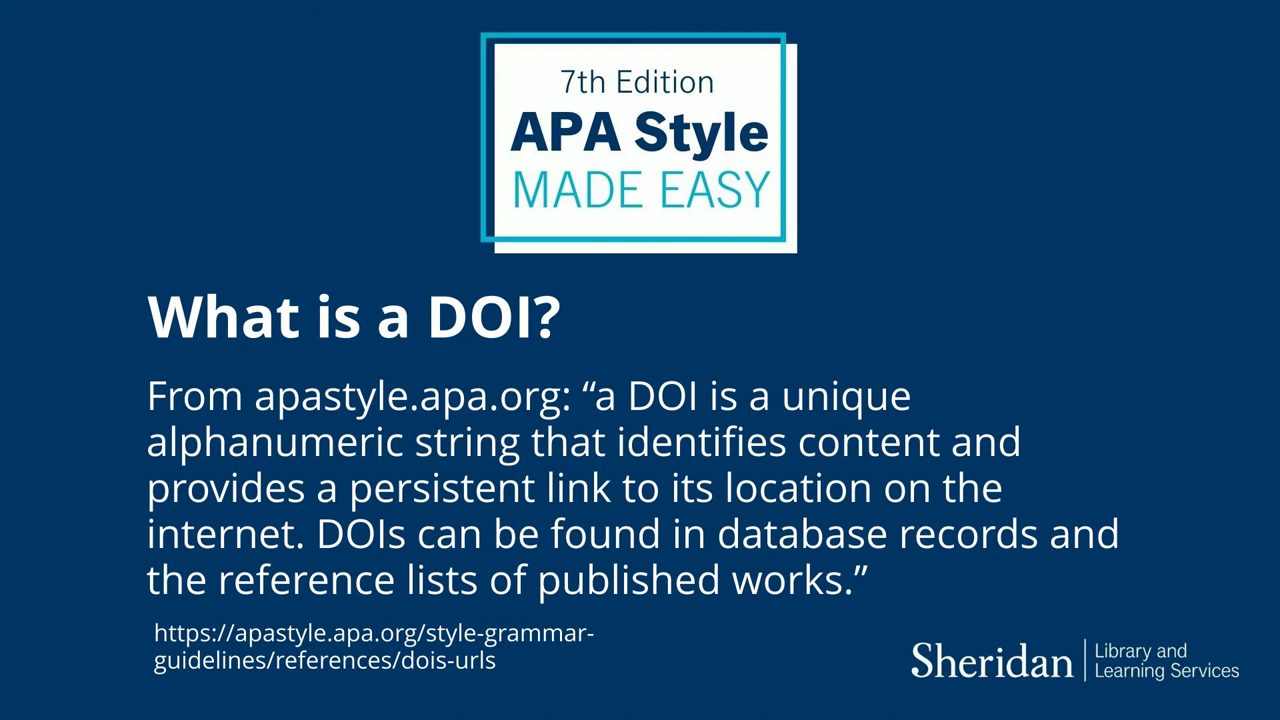 7th Edition
APA Style
MADE EASY
What is a DOI?
From apastyle.apa.org: “a DOI is a unique
alphanumeric string that identifies content and
provides a persistent link to its location on the
internet. DOIs can be found in database records and
the reference lists of published works.”
https://apastyle.apa.org/style-grammar-
guidelines/references/dois-urls
Sheridan
Library and
Learning Services